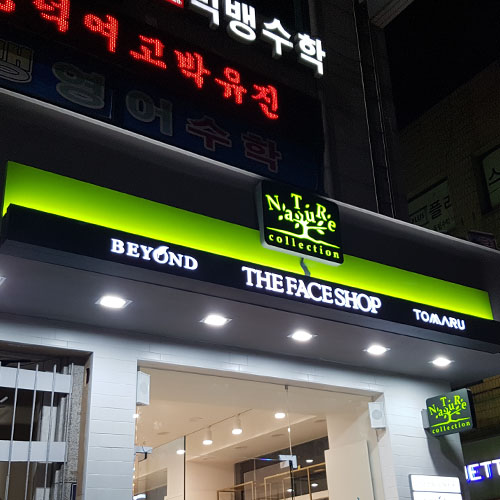 뱅수학
덕여고박유진
영어수학
NaTuRe
collection
BEYOND
THE FACE SHOP
TOMARU
NaTuRe
collection